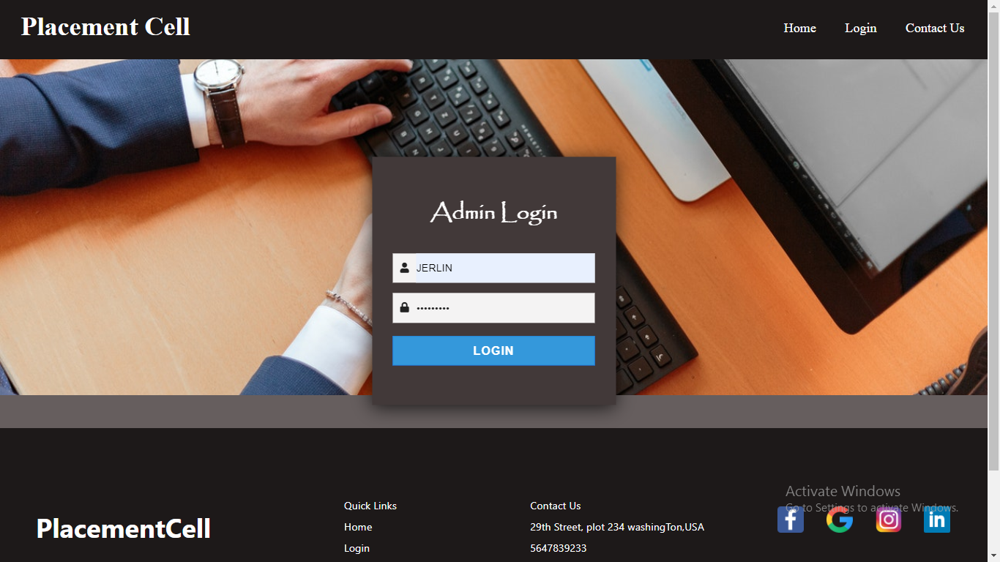 Placement Cell
Home
Login
Contact Us
HEWLETT
Admin Login
JERLIN
•••••••••
LOGIN
Activate Windows
Go to Settings to activate Windows.
PlacementCell
Quick Links
Home
Login
Contact Us
29th Street, plot 234 washingTon,USA
5647839233